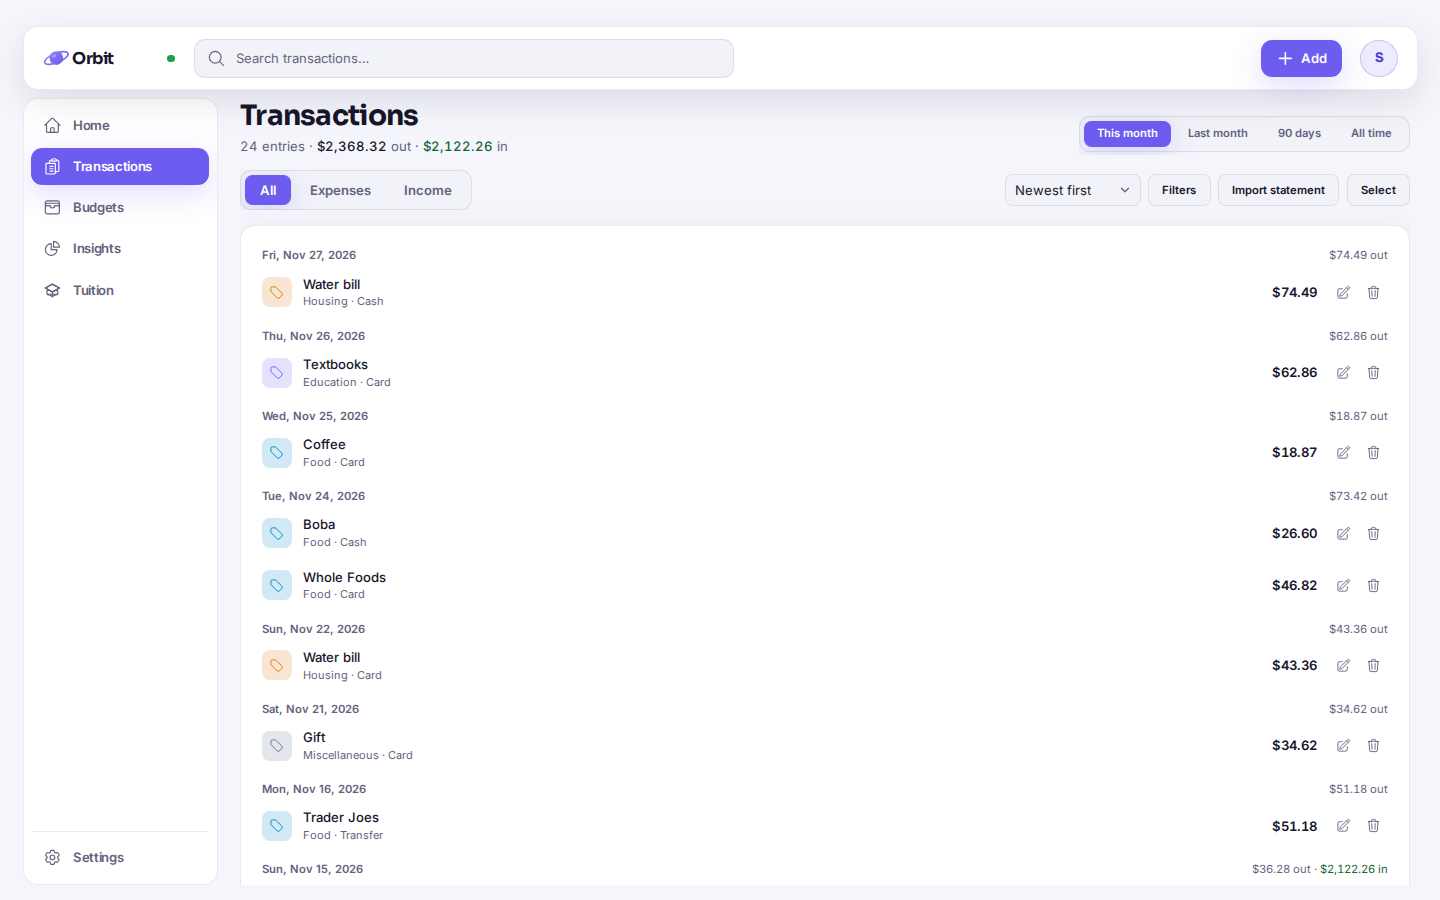 Orbit
Search transactions...
Add
S
Home
Transactions
Budgets
Insights
Tuition
Settings
Transactions
24 entries · $2,368.32 out · $2,122.26 in
This month
Last month
90 days
All time
All
Expenses
Income
Newest first
Filters
Import statement
Select
Fri, Nov 27, 2026
$74.49 out
Water bill
Housing · Cash
$74.49
Thu, Nov 26, 2026
$62.86 out
Textbooks
Education · Card
$62.86
Wed, Nov 25, 2026
$18.87 out
Coffee
Food · Card
$18.87
Tue, Nov 24, 2026
$73.42 out
Boba
Food · Cash
$26.60
Whole Foods
Food · Card
$46.82
Sun, Nov 22, 2026
$43.36 out
Water bill
Housing · Card
$43.36
Sat, Nov 21, 2026
$34.62 out
Gift
Miscellaneous · Card
$34.62
Mon, Nov 16, 2026
$51.18 out
Trader Joes
Food · Transfer
$51.18
Sun, Nov 15, 2026
$36.28 out · $2,122.26 in